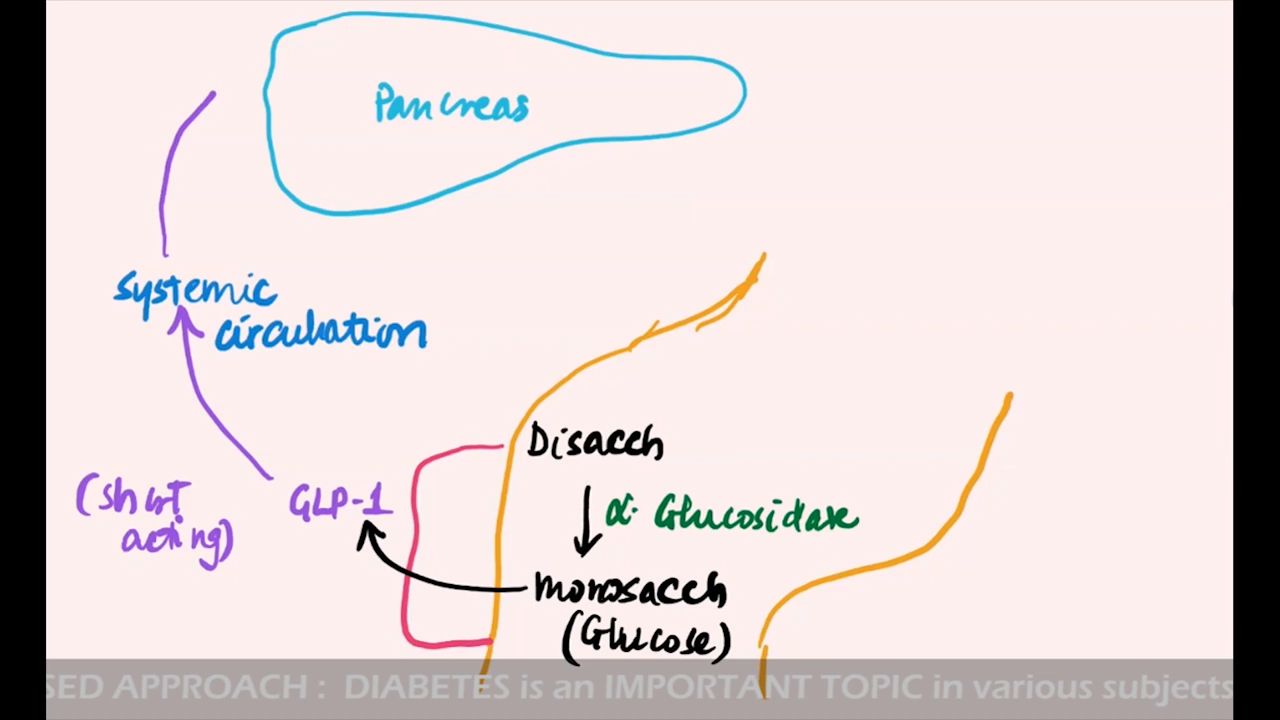 Pancreas
systemic
circulation
Disacch
(short
acting)
GLP-1
α-Glucosidase
monosacch
(Glucose)
SED APPROACH : DIABETES is an IMPORTANT TOPIC in various subjects